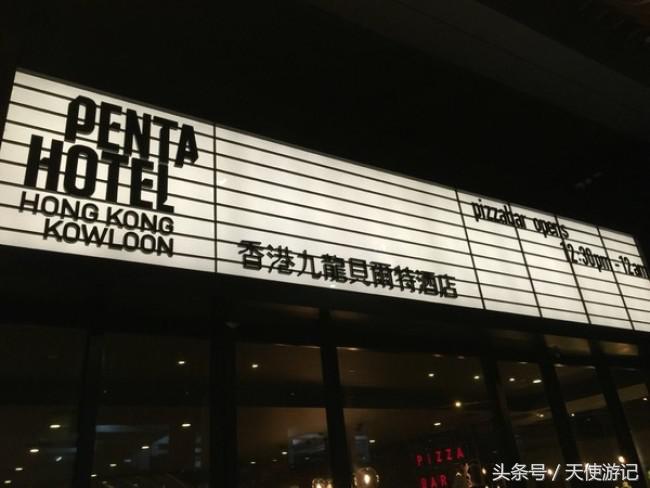 PENTA
HOTEL
HONG KONG
KOWLOON
香港九龍貝爾特酒店
pizzabar opens
12:30pm - 12am
PIZZA
BAR
头条号 / 天使游记